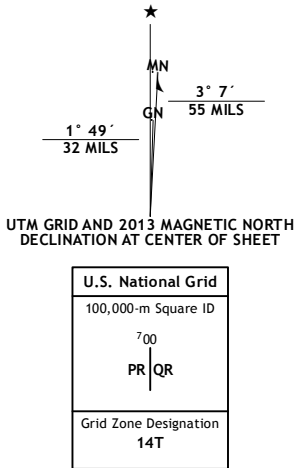 ★
MN
3° 7´
55 MILS
GN
1° 49´
32 MILS
UTM GRID AND 2013 MAGNETIC NORTH
DECLINATION AT CENTER OF SHEET
U.S. National Grid
100,000-m Square ID
⁷00
PR QR
Grid Zone Designation
14T